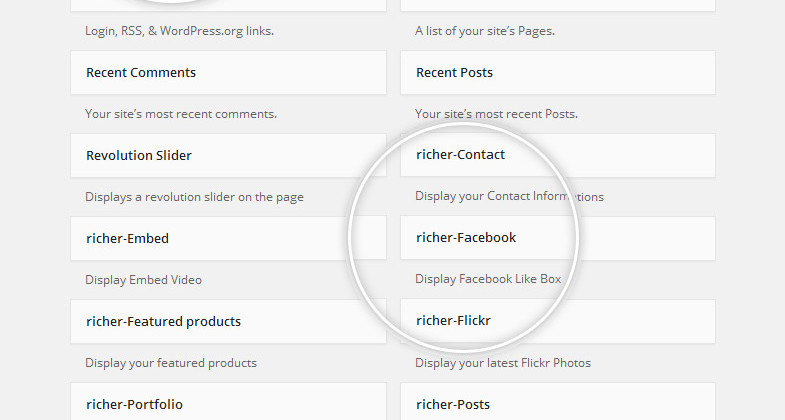 Login, RSS, & WordPress.org links.
A list of your site's Pages.
Recent Comments
Recent Posts
Your site's most recent comments.
Your site's most recent Posts.
Revolution Slider
richer-Contact
Displays a revolution slider on the page
Display your Contact Informations
richer-Embed
richer-Facebook
Display Embed Video
Display Facebook Like Box
richer-Featured products
richer-Flickr
Display your featured products
Display your latest Flickr Photos
richer-Portfolio
richer-Posts